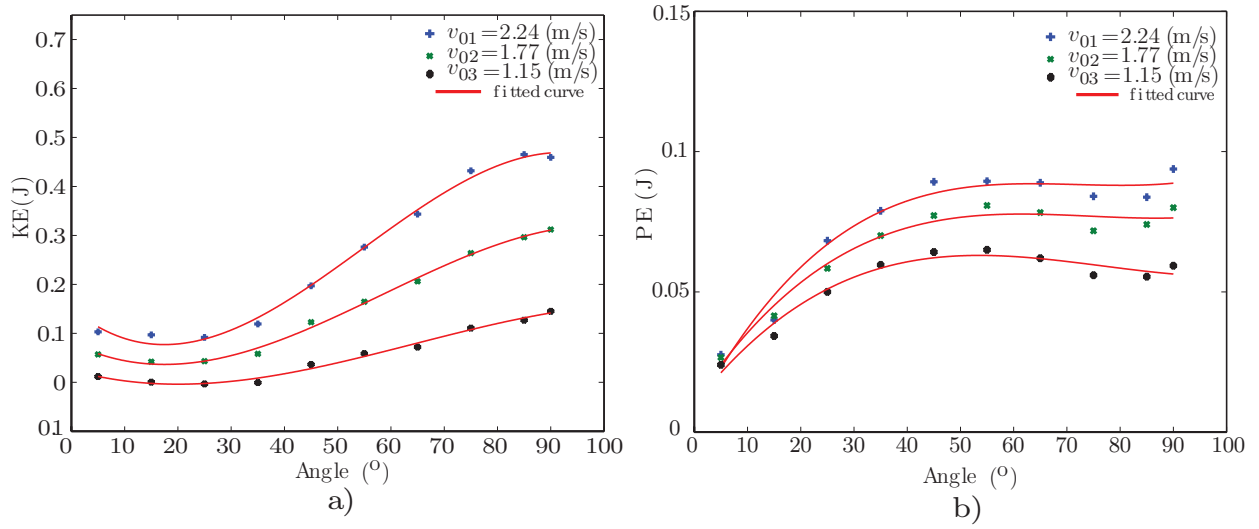 0.7
0.6
0.5
0.4
0.3
0.2
0.1
0
0.1
KE(J)
v01=2.24 (m/s)
v02=1.77(m/s)
v03=1.15(m/s)
fitted curve
0 10 20 30 40 50 60 70 80 90 100
Angle (o)
a)
0.15
0.1
0.05
0
PE(J)
v01=2.24 (m/s)
v02=1.77(m/s)
v03=1.15(m/s)
fitted curve
0 10 20 30 40 50 60 70 80 90 100
Angle (o)
b)